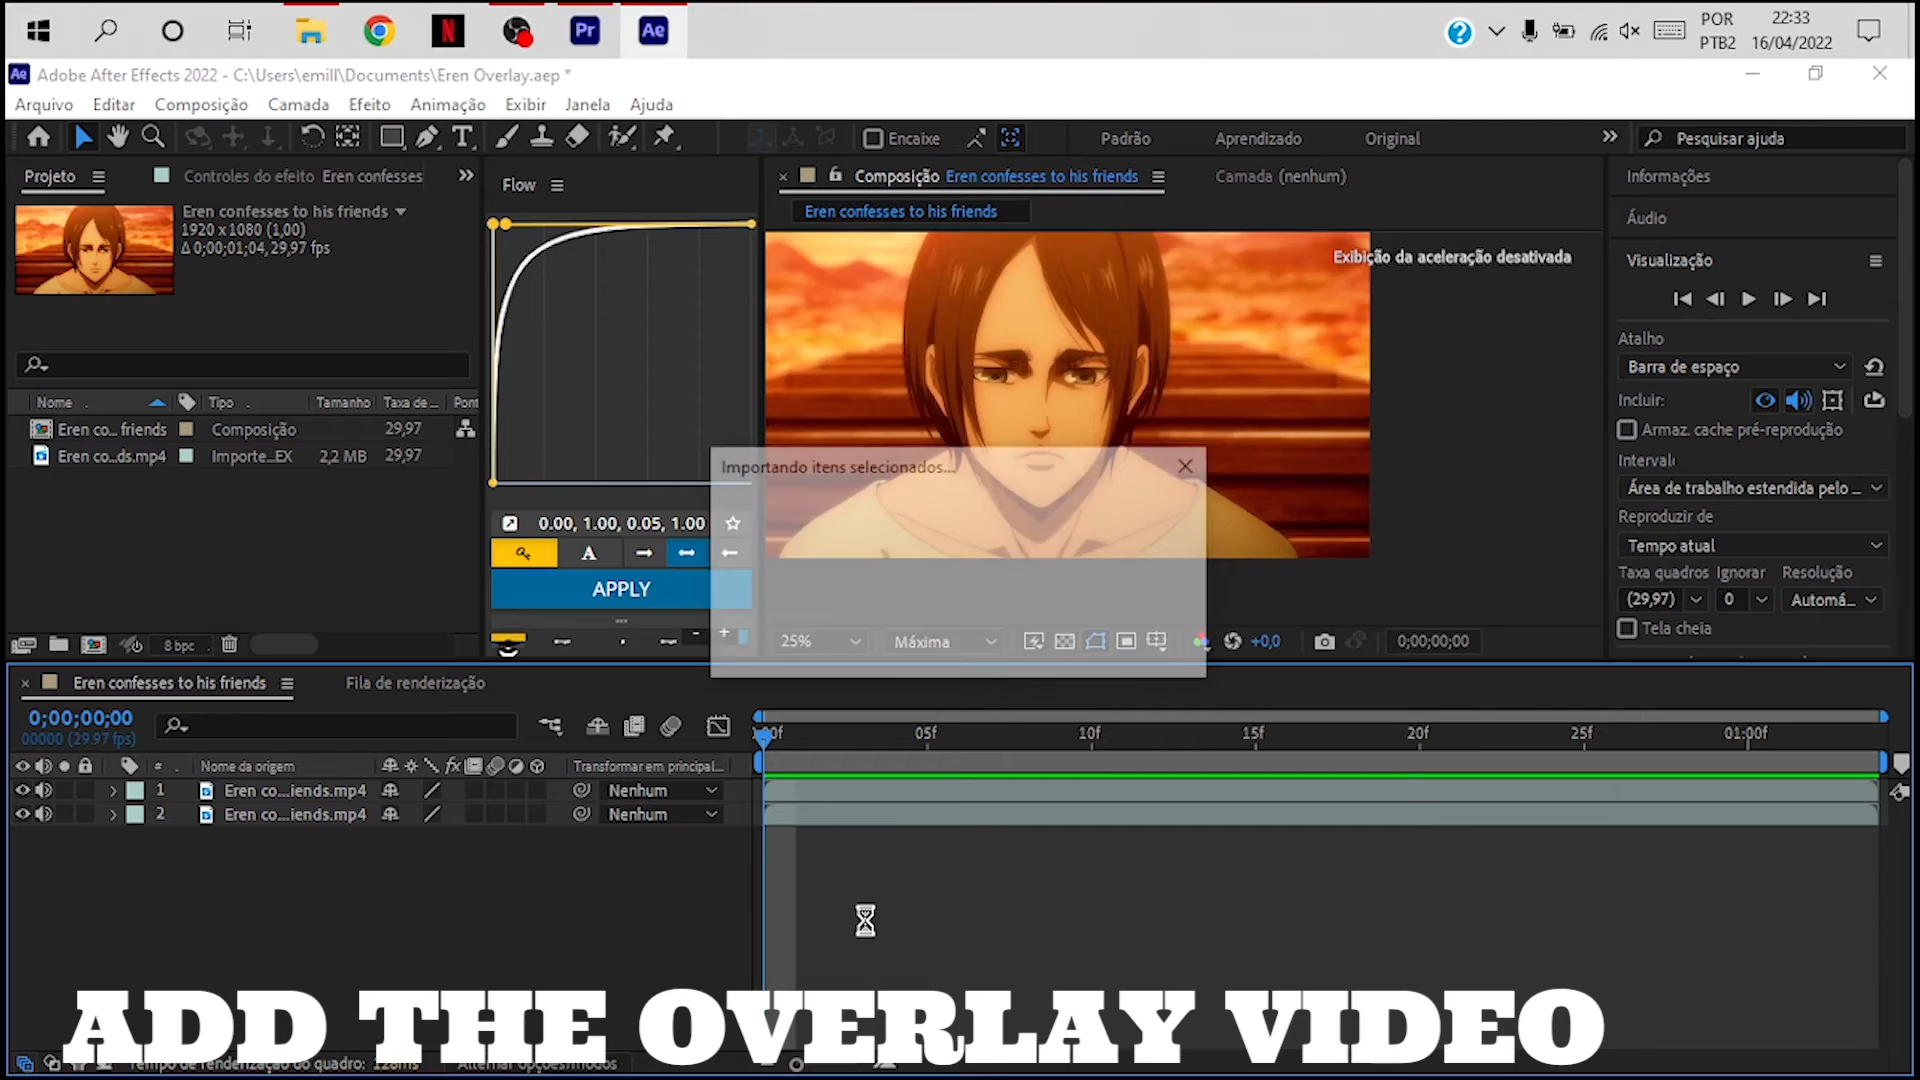 POR
PTB2
22:33
16/04/2022
Ae Adobe After Effects 2022 - C:\Users\emill\Documents\Eren Overlay.aep *
Arquivo Editar Composição Camada Efeito Animação Exibir Janela Ajuda
Encaixe Padrão Aprendizado Original Pesquisar ajuda
Projeto Controles do efeito Eren confesses
Flow
Composição Eren confesses to his friends Camada (nenhum)
Eren confesses to his friends
Eren confesses to his friends
1920 x 1080 (1,00)
Δ 0;00;01;04, 29,97 fps
Exibição da aceleração desativada
Informações
Áudio
Visualização
Atalho
Barra de espaço
Incluir:
Armaz. cache pré-reprodução
Área de trabalho estendida pelo ...
Reproduzir de
Tempo atual
Taxa quadros Ignorar Resolução
(29,97) 0 Automá...
Tela cheia
Nome Tipo Tamanho Taxa de ... Pont
Eren co... friends Composição 29,97
Eren co...ds.mp4 Importe...EX 2,2 MB 29,97
0.00, 1.00, 0.05, 1.00
A
APPLY
Importando itens selecionados...
8 bpc
25% Máxima +0,0 0;00;00;00
Eren confesses to his friends Fila de renderização
0;00;00;00
00000 (29.97 fps)
05f 10f 15f 20f 25f 01:00f
# Nome da origem fx Transformar em principal...
1 Eren co...iends.mp4 Nenhum
2 Eren co...iends.mp4 Nenhum
ADD THE OVERLAY VIDEO